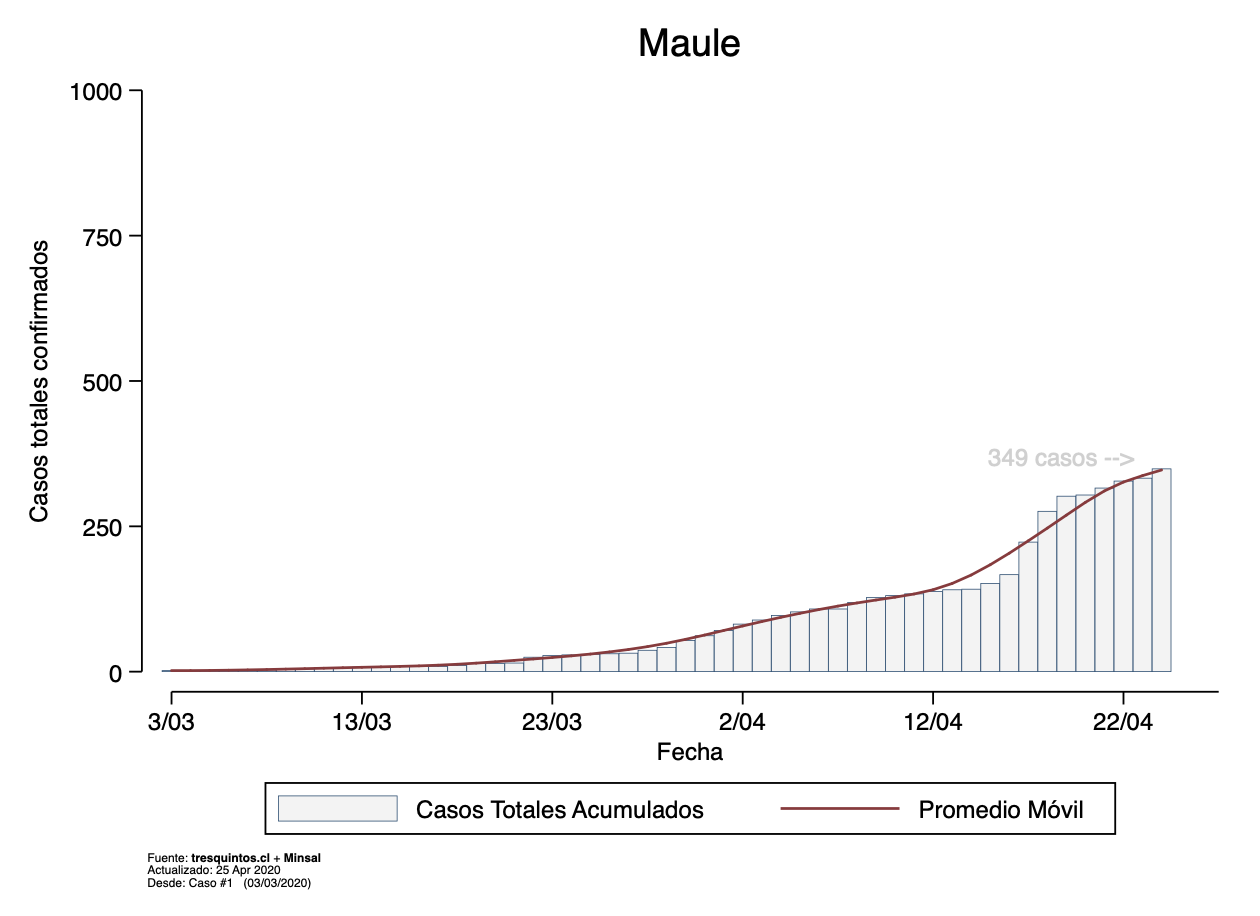 Maule
1000
750
500
250
0
Casos totales confirmados
349 casos -->
3/03 13/03 23/03 2/04 12/04 22/04
Fecha
Casos Totales Acumulados Promedio Móvil
Fuente: tresquintos.cl + Minsal
Actualizado: 25 Apr 2020
Desde: Caso #1 (03/03/2020)